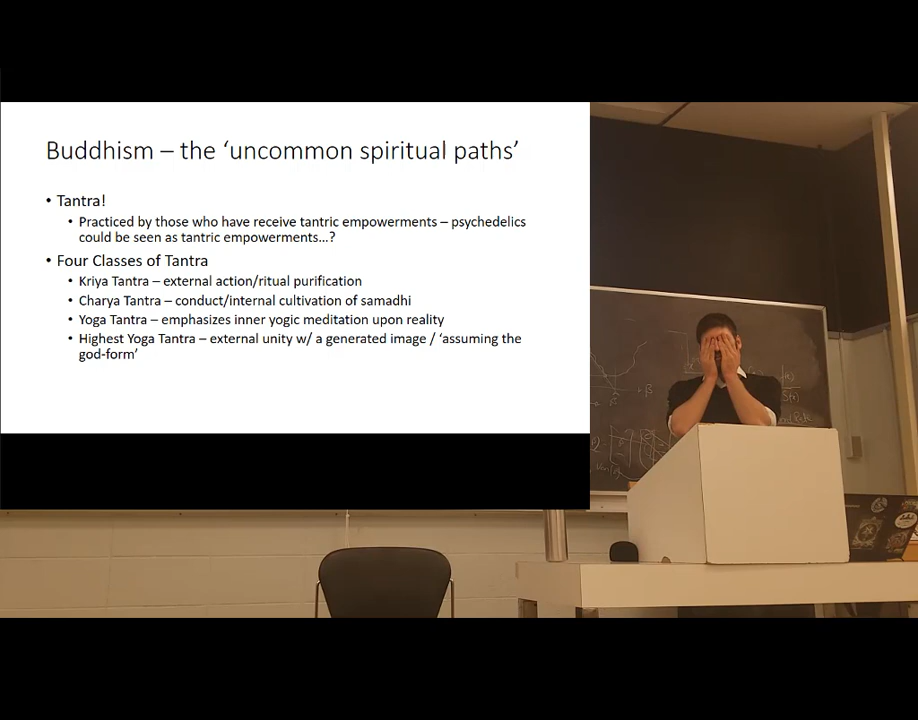 Buddhism – the ‘uncommon spiritual paths’
• Tantra!
• Practiced by those who have receive tantric empowerments – psychedelics
could be seen as tantric empowerments…?
• Four Classes of Tantra
• Kriya Tantra – external action/ritual purification
• Charya Tantra – conduct/internal cultivation of samadhi
• Yoga Tantra – emphasizes inner yogic meditation upon reality
• Highest Yoga Tantra – external unity w/ a generated image / ‘assuming the
god-form’
β